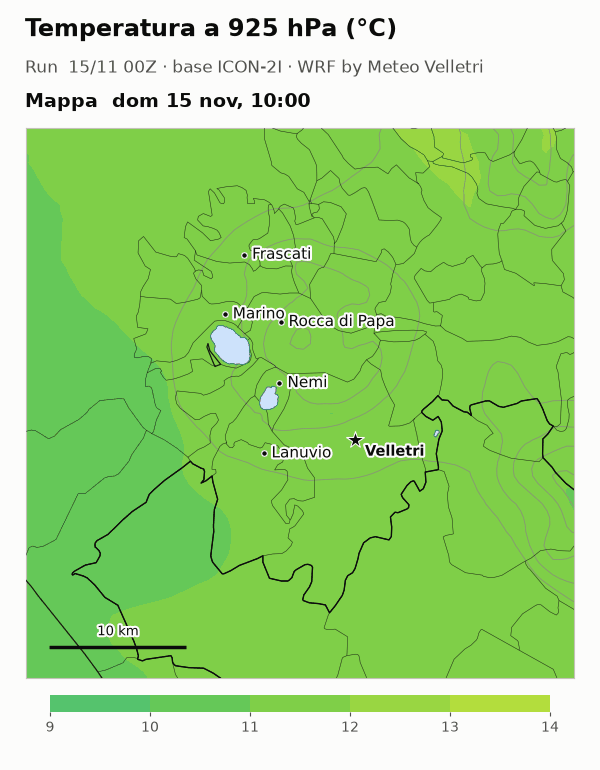 Temperatura a 925 hPa (°C)
Run  15/11 00Z · base ICON-2I · WRF by Meteo Velletri
Mappa  dom 15 nov, 10:00
Frascati
Marino
Rocca di Papa
Nemi
Velletri
Lanuvio
10 km
9 10 11 12 13 14